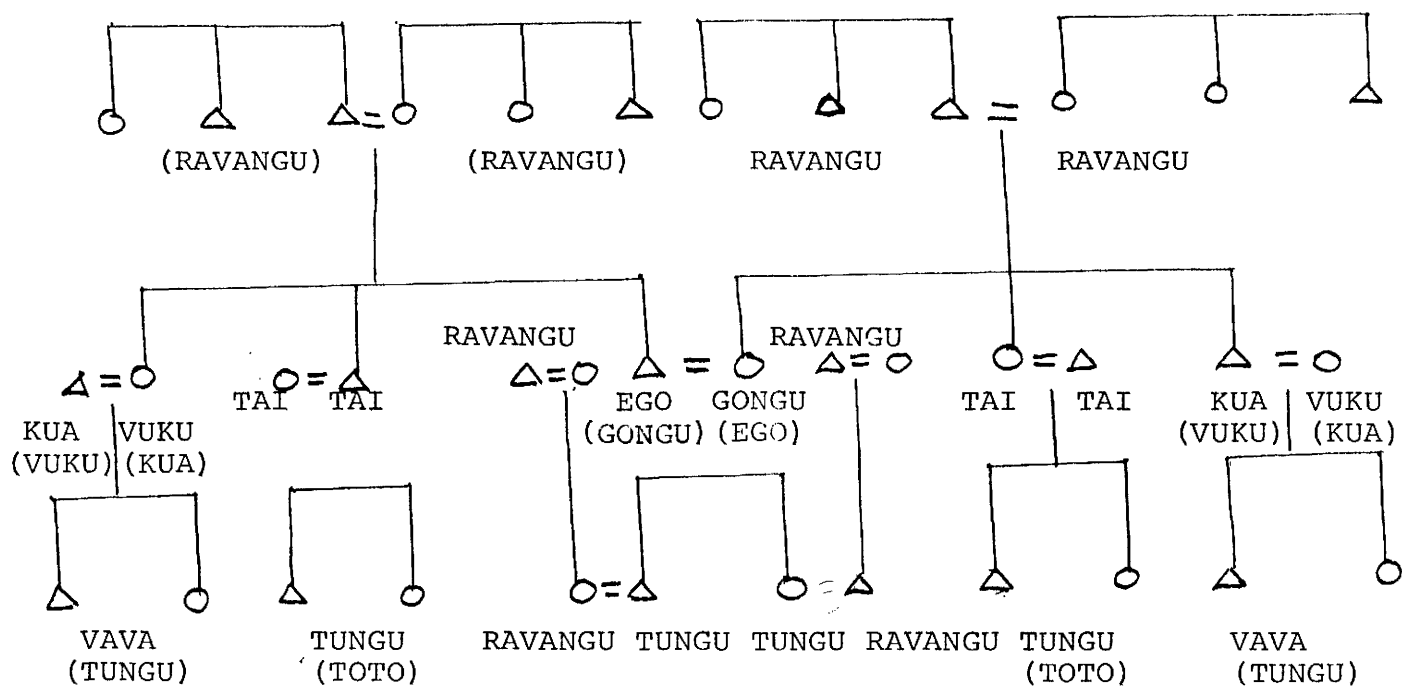 (RAVANGU) (RAVANGU) RAVANGU RAVANGU
RAVANGU RAVANGU
TAI TAI EGO GONGU TAI TAI KUA VUKU
KUA VUKU (GONGU) (EGO) (VUKU) (KUA)
(VUKU) (KUA)
VAVA TUNGU RAVANGU TUNGU TUNGU RAVANGU TUNGU VAVA
(TUNGU) (TOTO) (TOTO) (TUNGU)